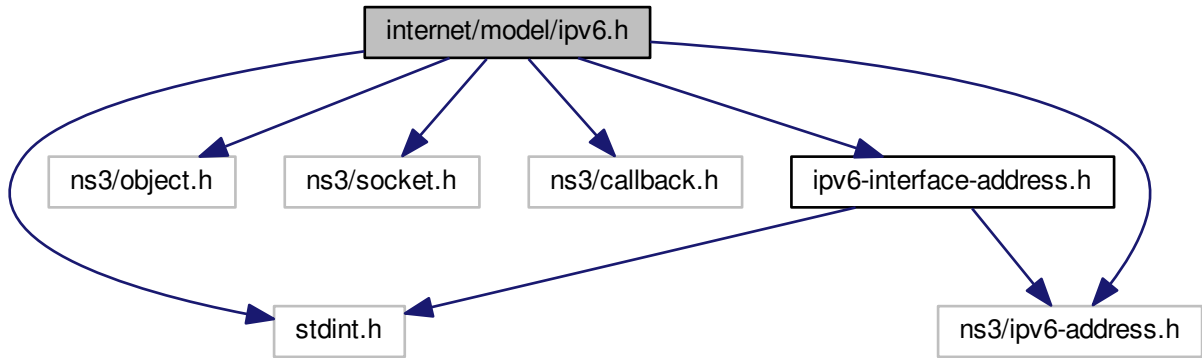 internet/model/ipv6.h
ns3/object.h
ns3/socket.h
ns3/callback.h
ipv6-interface-address.h
stdint.h
ns3/ipv6-address.h